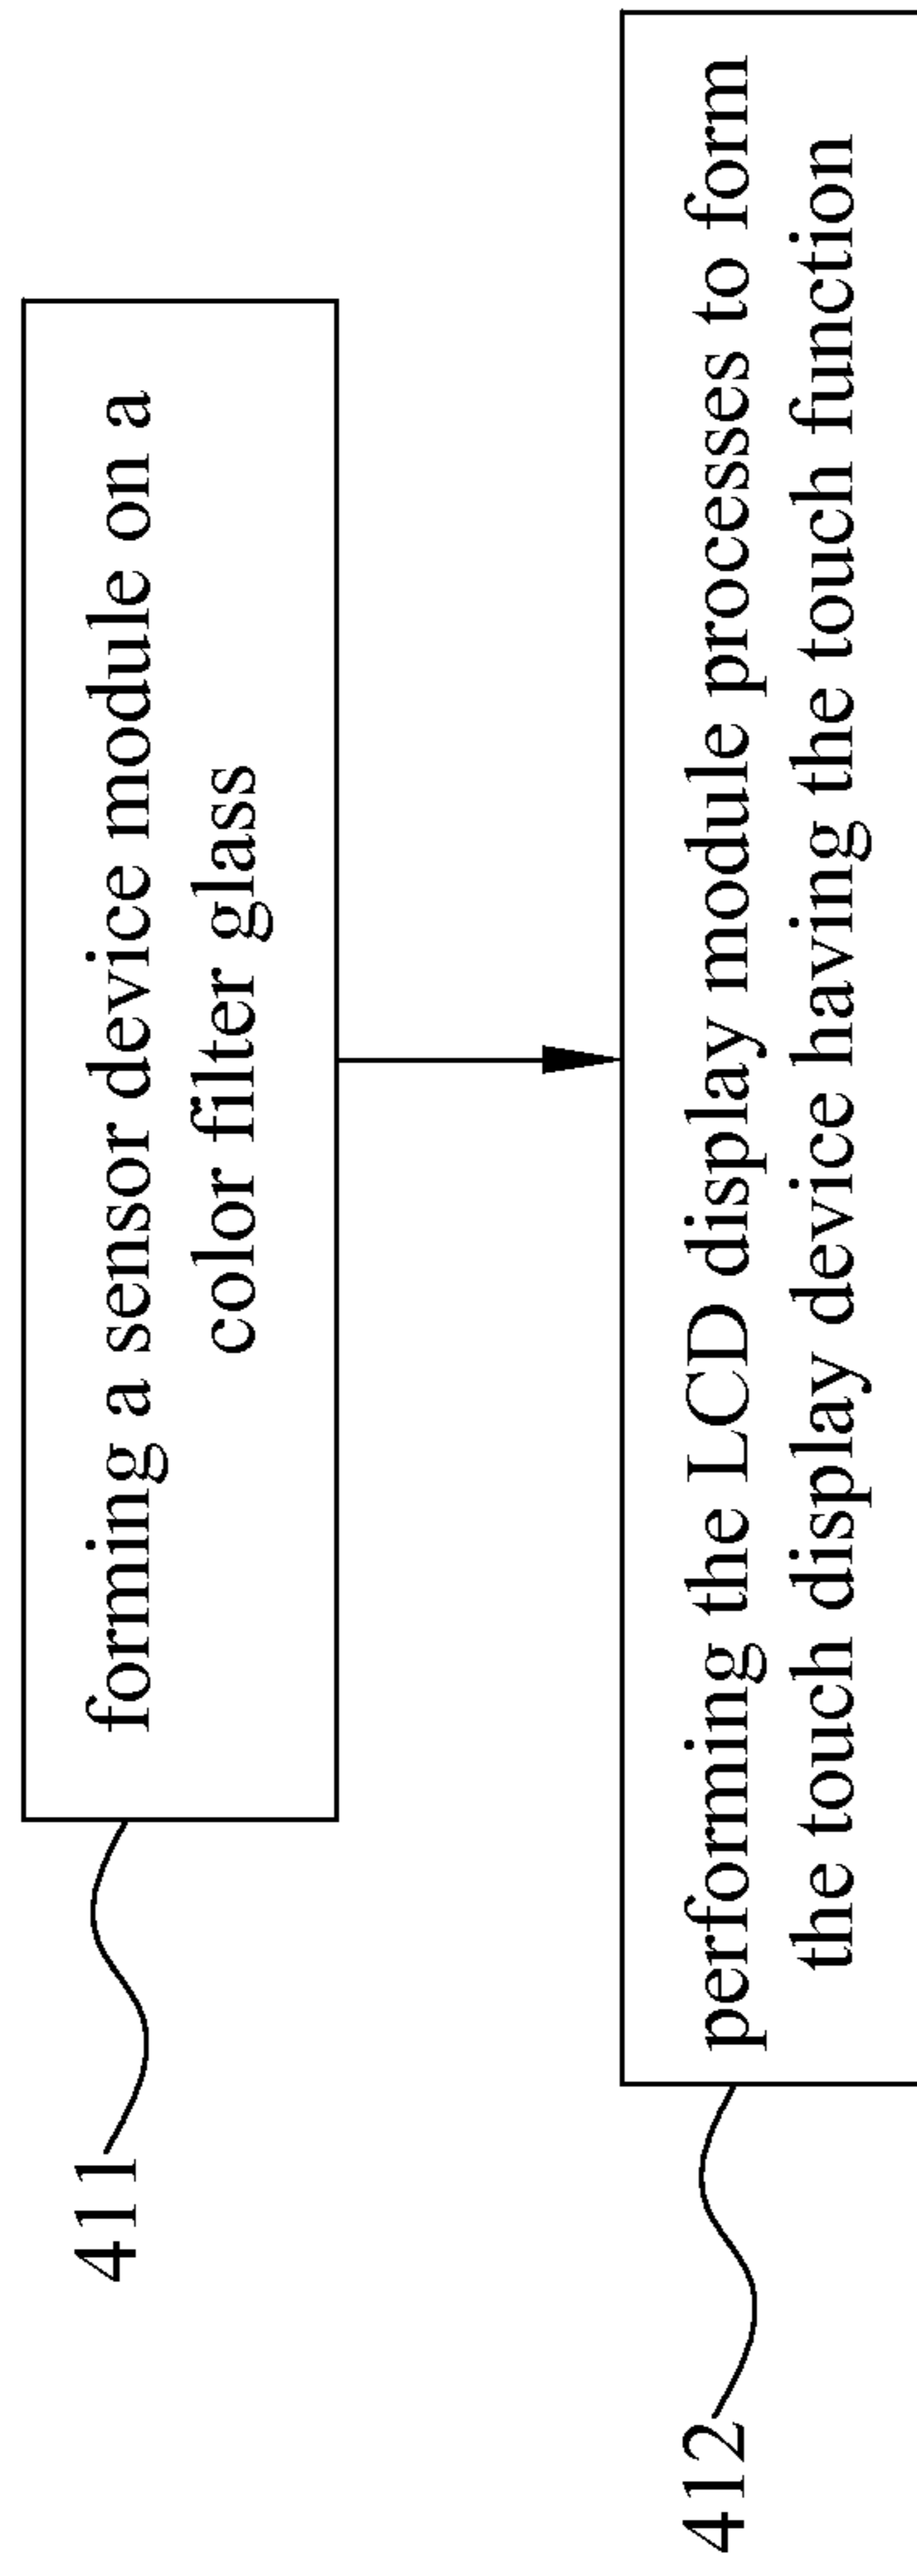 411
forming a sensor device module on a
color filter glass
412
performing the LCD display module processes to form
the touch display device having the touch function